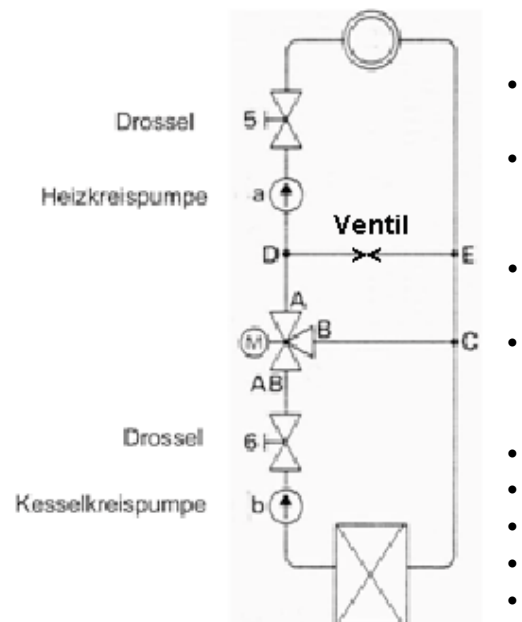 Drossel
5
Heizkreispumpe
a
Ventil
D
E
A
B
M
C
AB
Drossel
6
Kesselkreispumpe
b